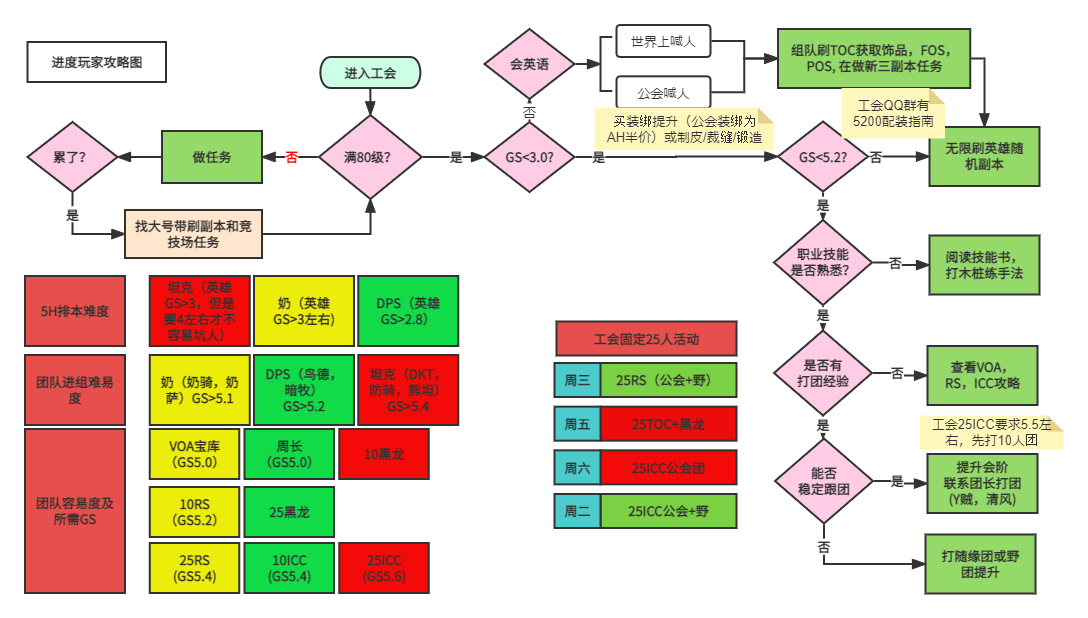 进度玩家攻略图
进入工会
会英语
世界上喊人
公会喊人
组队刷TOC获取饰品，FOS，
POS, 在做新三副本任务
工会QQ群有
5200配装指南
否
买装绑提升（公会装绑为
AH半价）或制皮/裁缝/锻造
累了？
做任务
否
满80级？
是
GS<3.0?
是
GS<5.2?
否
无限刷英雄随
机副本
是
找大号带刷副本和竞
技场任务
是
职业技能
是否熟悉？
否
阅读技能书，
打木桩练手法
是
5H排本难度
坦克（英雄
GS>3，但是
要4左右才不
容易坑人）
奶（英雄
GS>3左右)
DPS（英雄
GS>2.8）
团队进组难易
度
奶（奶骑，奶
萨）GS>5.1
DPS（鸟德，
暗牧）
GS>5.2
坦克（DKT，
防骑，熊坦）
GS>5.4
团队容易度及
所需GS
VOA宝库
（GS5.0）
周长
（GS5.0）
10黑龙
10RS
（GS5.2）
25黑龙
25RS
(GS5.4)
10ICC
(GS5.4)
25ICC
(GS5.6)
工会固定25人活动
周三
25RS（公会+野）
周五
25TOC+黑龙
周六
25ICC公会团
周二
25ICC公会+野
是否有
打团经验
否
查看VOA，
RS，ICC攻略
是
工会25ICC要求5.5左
右，先打10人团
能否
稳定跟团
是
提升会阶
联系团长打团
(Y贼，清风)
否
打随缘团或野
团提升